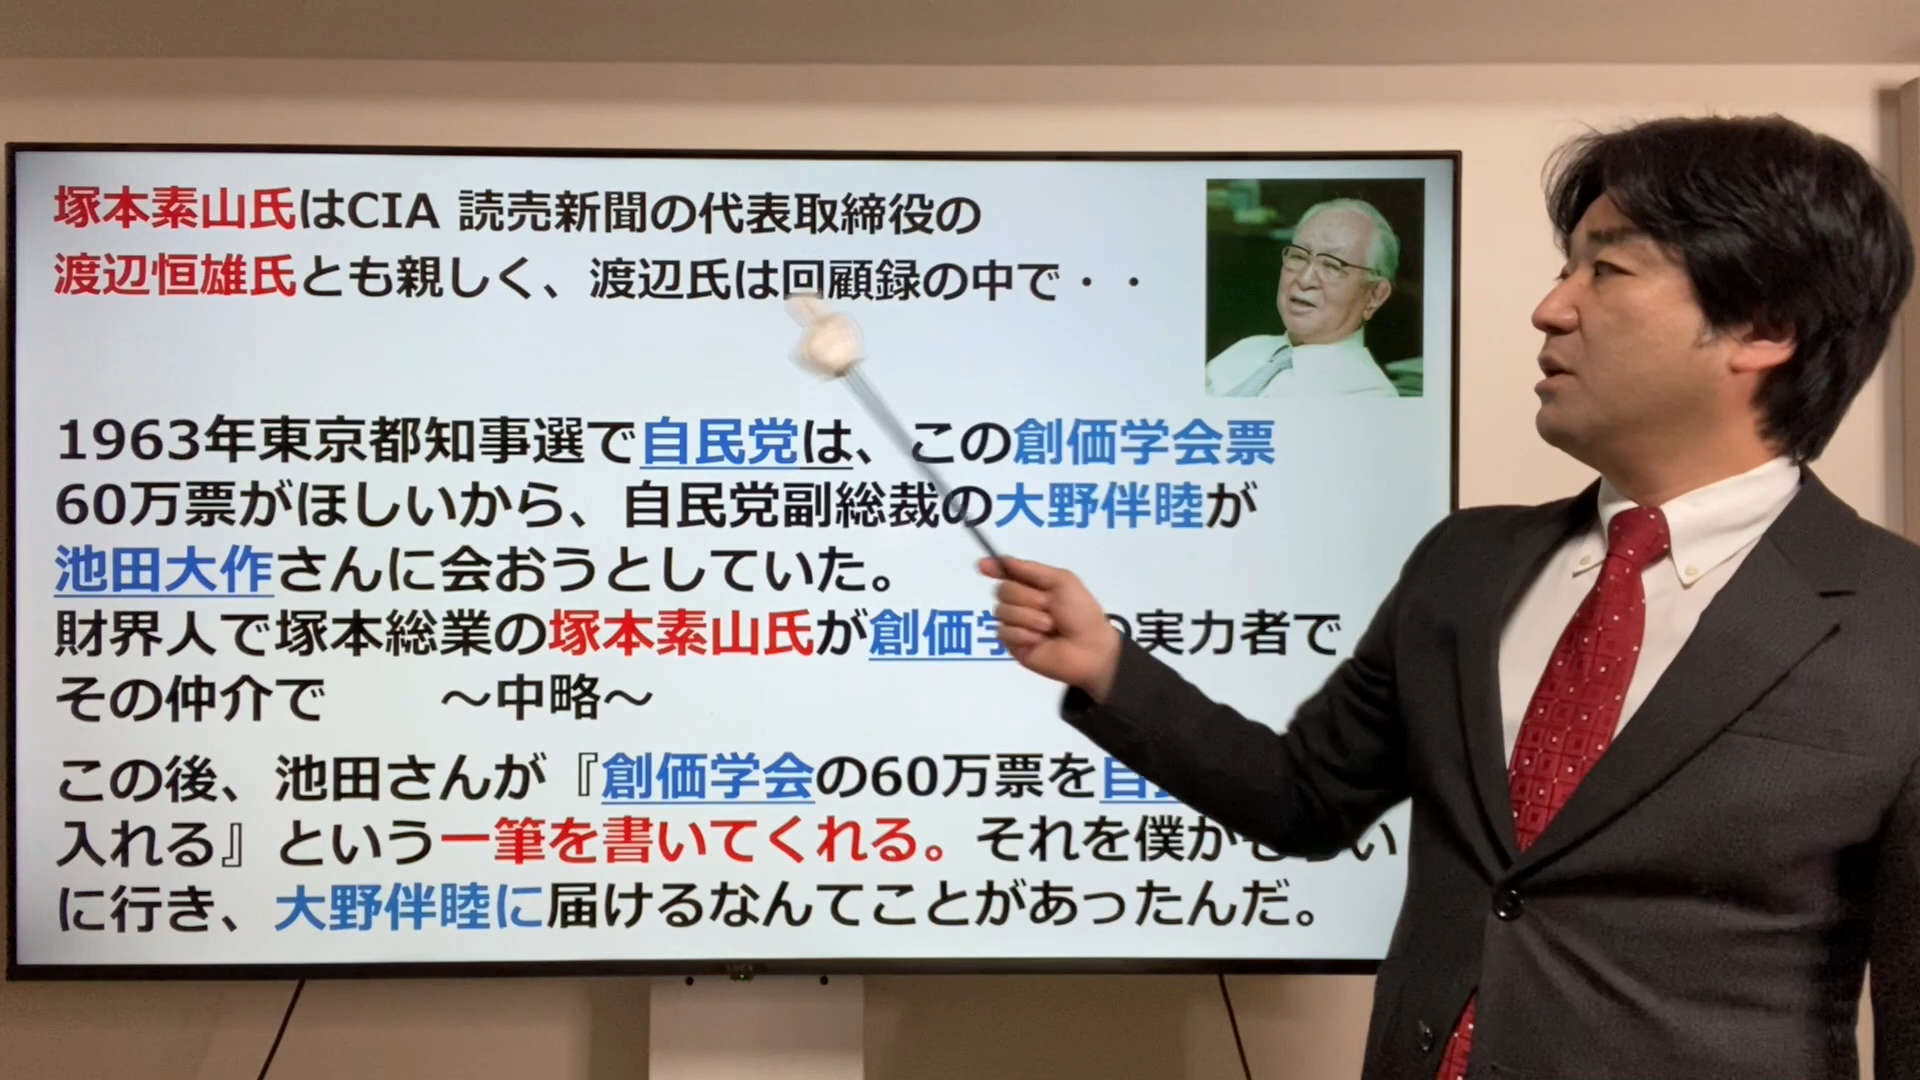 塚本素山氏はCIA 読売新聞の代表取締役の
渡辺恒雄氏とも親しく、渡辺氏は回顧録の中で・・
1963年東京都知事選で自民党は、この創価学会票
60万票がほしいから、自民党副総裁の大野伴睦が
池田大作さんに会おうとしていた。
財界人で塚本総業の塚本素山氏が創価学 の実力者で
その仲介で ～中略～
この後、池田さんが『創価学会の60万票を自
入れる』という一筆を書いてくれる。それを僕が い
に行き、大野伴睦に届けるなんてことがあったんだ。